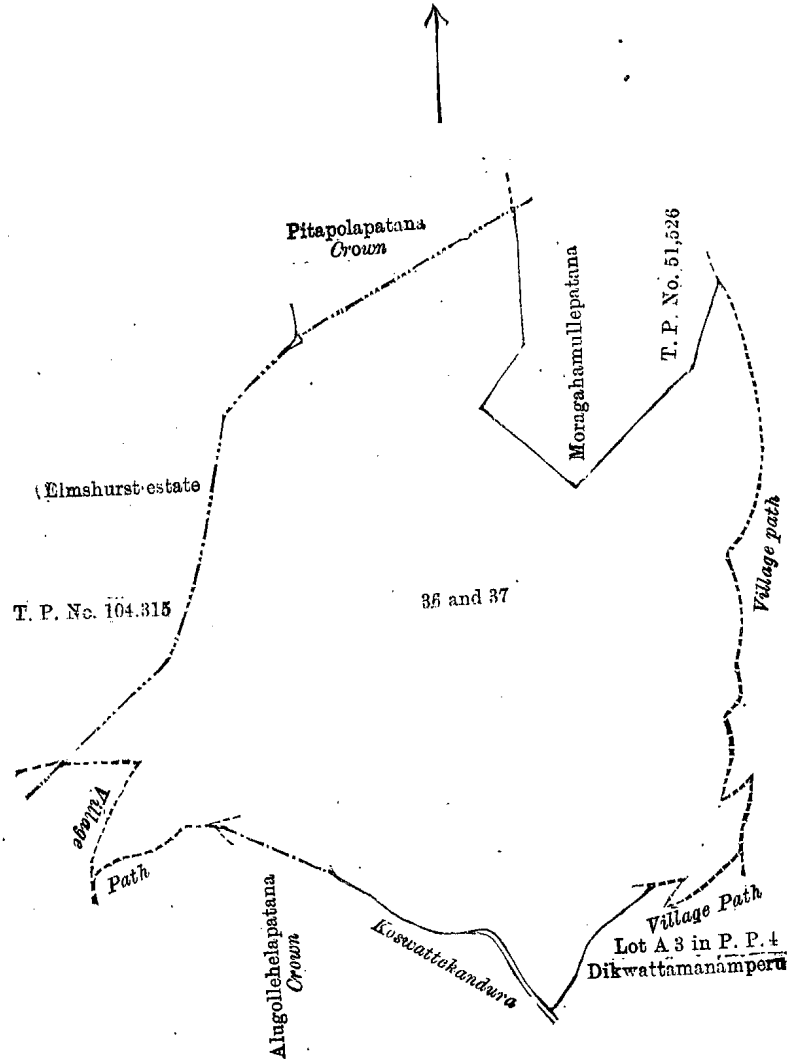 Pitapolapatana
Crown
T. P. No. 51,526
Moragahamullepatana
Elmshurst estate
T. P. No. 104.315
36 and 37
Village path
Village
Path
Alugollehelapatana
Crown
Koswattekandura
Village Path
Lot A 3 in P. P. 4
Dikwattamanamperu